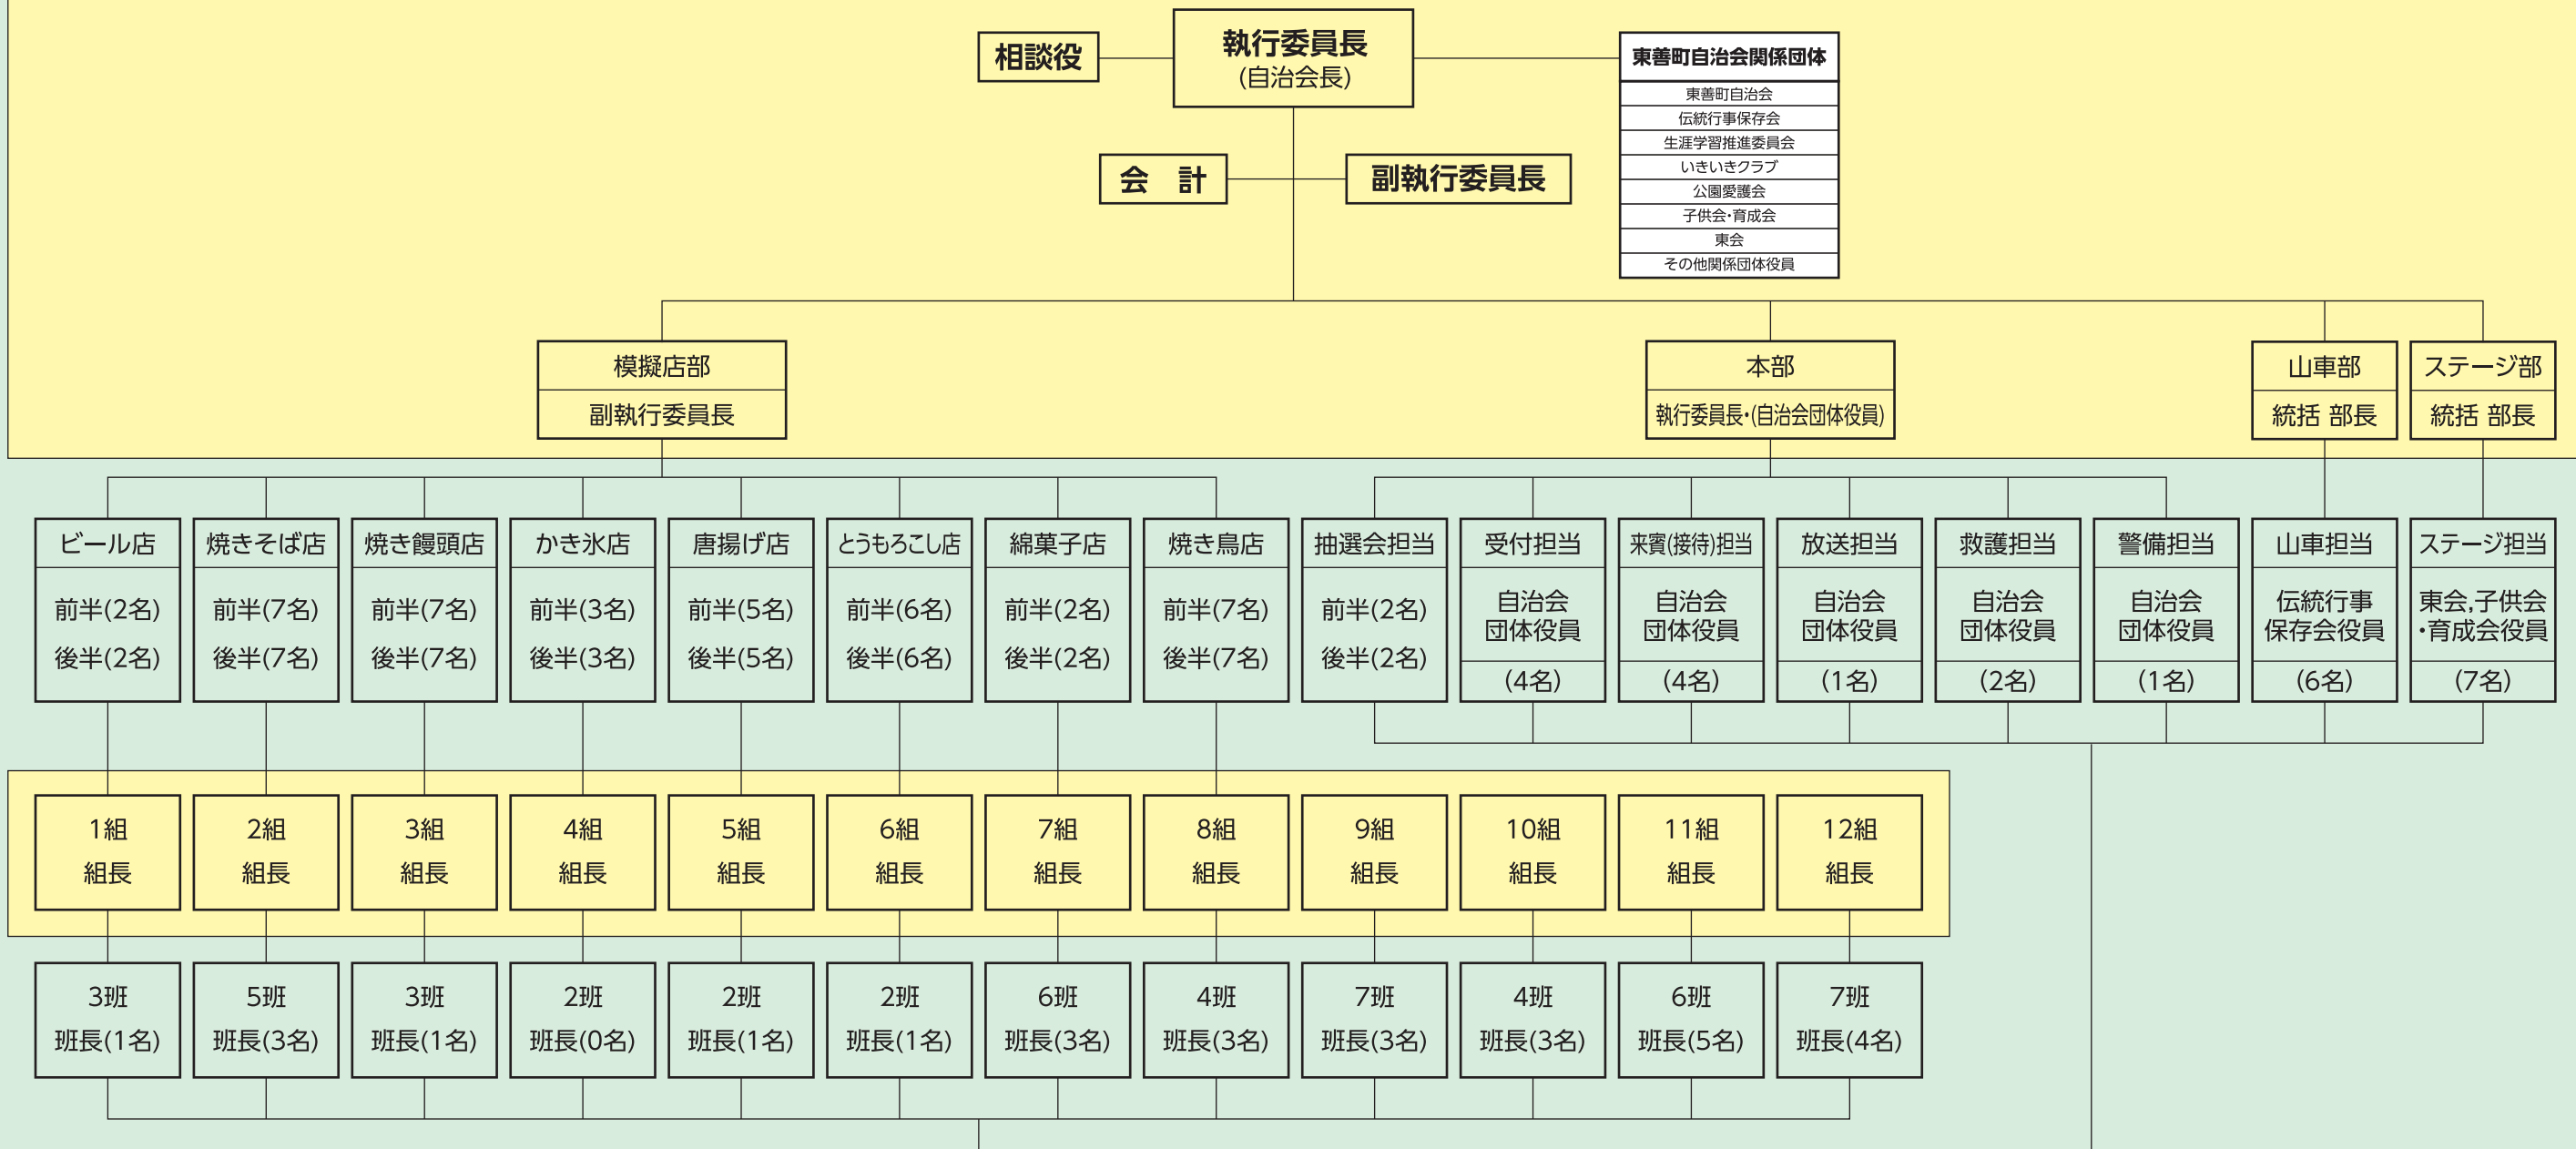 相談役
執行委員長
(自治会長)
東善町自治会関係団体
東善町自治会
伝統行事保存会
生涯学習推進委員会
いきいきクラブ
公園愛護会
子供会・育成会
東会
その他関係団体役員
会　計
副執行委員長
模擬店部
副執行委員長
本部
執行委員長・(自治会団体役員)
山車部
統括 部長
ステージ部
統括 部長
ビール店
前半(2名)
後半(2名)
焼きそば店
前半(7名)
後半(7名)
焼き饅頭店
前半(7名)
後半(7名)
かき氷店
前半(3名)
後半(3名)
唐揚げ店
前半(5名)
後半(5名)
とうもろこし店
前半(6名)
後半(6名)
綿菓子店
前半(2名)
後半(2名)
焼き鳥店
前半(7名)
後半(7名)
抽選会担当
前半(2名)
後半(2名)
受付担当
自治会
団体役員
(4名)
来賓(接待)担当
自治会
団体役員
(4名)
放送担当
自治会
団体役員
(1名)
救護担当
自治会
団体役員
(2名)
警備担当
自治会
団体役員
(1名)
山車担当
伝統行事
保存会役員
(6名)
ステージ担当
東会,子供会
・育成会役員
(7名)
1組
組長
2組
組長
3組
組長
4組
組長
5組
組長
6組
組長
7組
組長
8組
組長
9組
組長
10組
組長
11組
組長
12組
組長
3班
班長(1名)
5班
班長(3名)
3班
班長(1名)
2班
班長(0名)
2班
班長(1名)
2班
班長(1名)
6班
班長(3名)
4班
班長(3名)
7班
班長(3名)
4班
班長(3名)
6班
班長(5名)
7班
班長(4名)